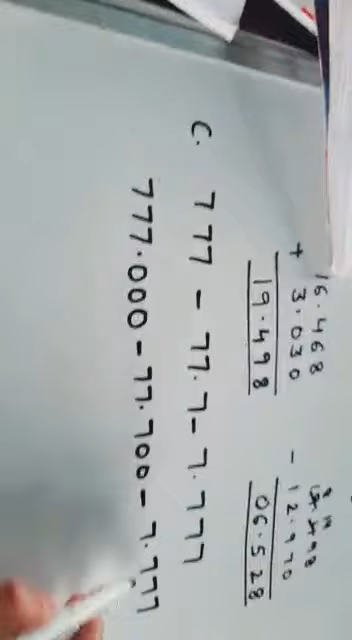 16.468
+ 3.030
19.498
- 12.970
06.528
C. 777 - 77.7 - 7.777
777.000 - 77.700 - 7.777